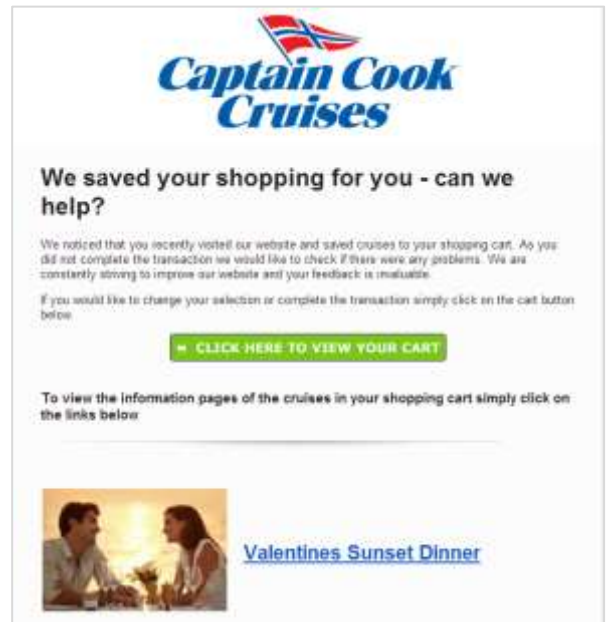 Captain Cook
Cruises
We saved your shopping for you - can we
help?
We noticed that you recently visited our website and saved cruises to your shopping cart. As you
did not complete the transaction we would like to check if there were any problems. We are
constantly striving to improve our website and your feedback is invaluable.
If you would like to change your selection or complete the transaction simply click on the cart button
below.
» CLICK HERE TO VIEW YOUR CART
To view the information pages of the cruises in your shopping cart simply click on
the links below
Valentines Sunset Dinner